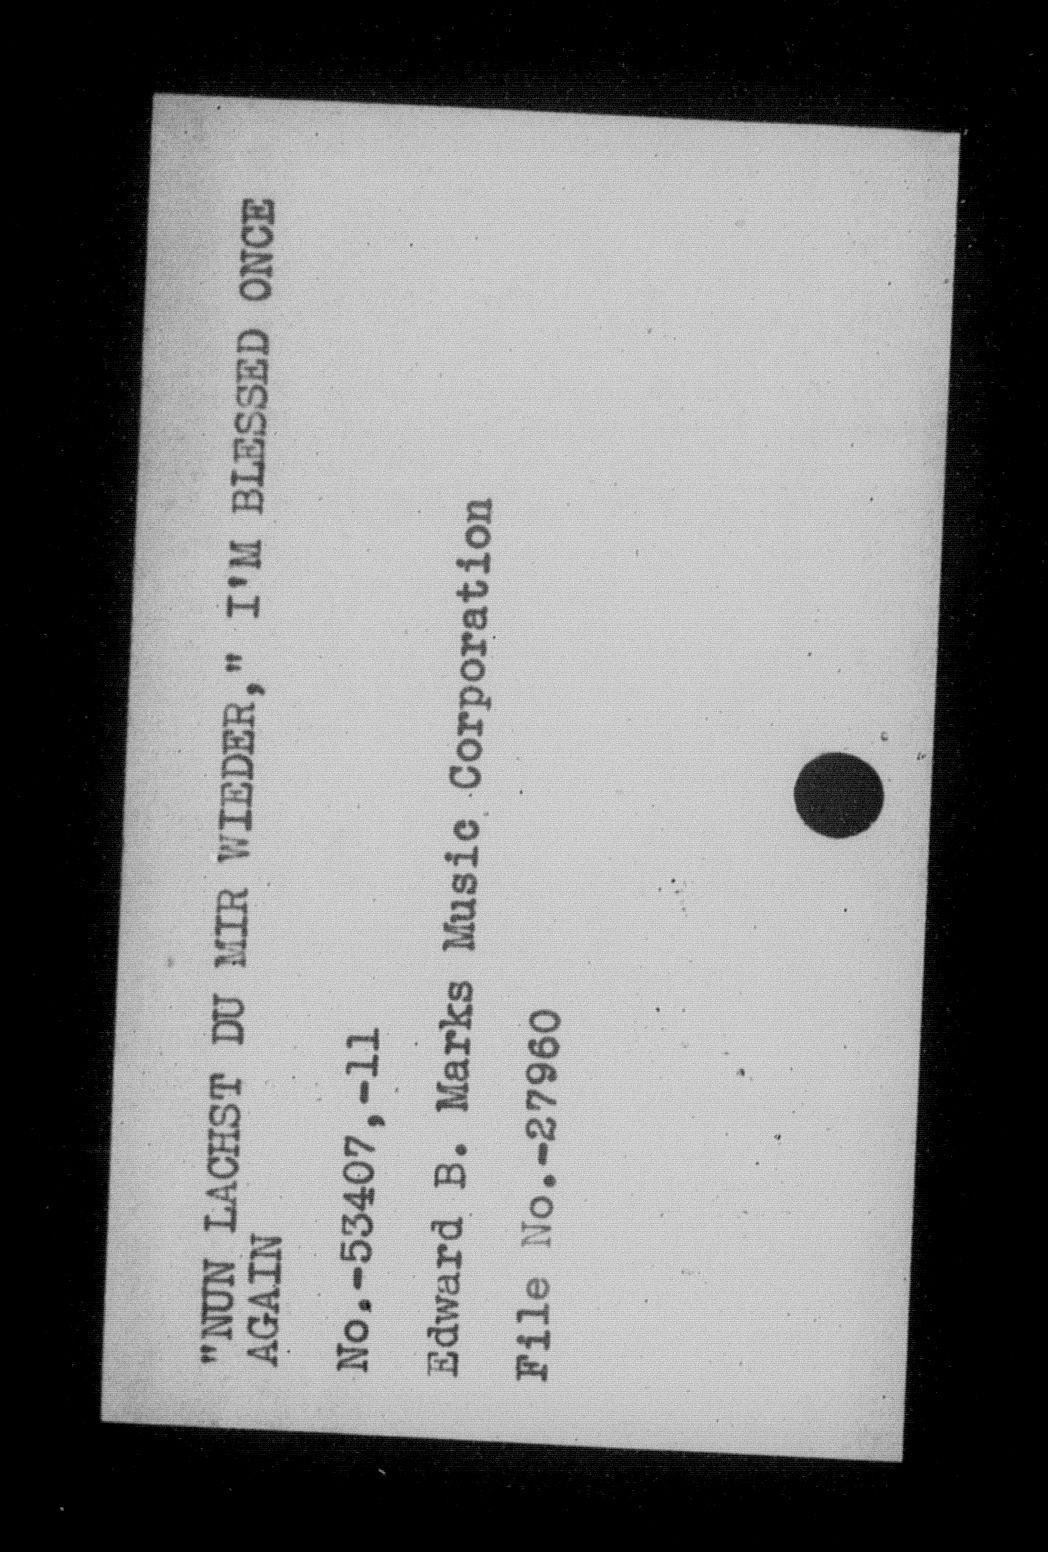 "NUN LACHST DU MIR WIEDER," I'M BLESSED ONCE
AGAIN
No.-53407,-11
Edward B. Marks Music Corporation
File No.-27960